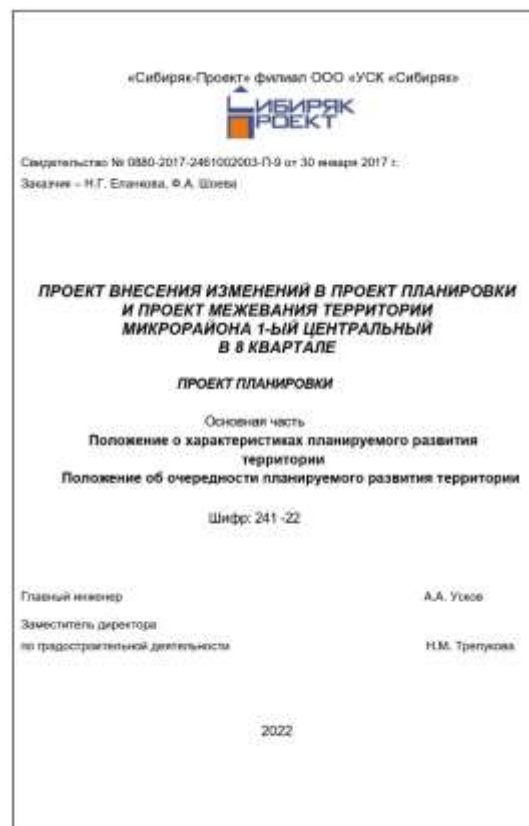 «Сибиряк-Проект» филиал ООО «УСК «Сибиряк»
СИБИРЯК
ПРОЕКТ
Свидетельство № 0880-2017-2461002003-П-9 от 30 января 2017 г.
Заказчик – Н.Г. Еланкова, Ф.А. Шоева
ПРОЕКТ ВНЕСЕНИЯ ИЗМЕНЕНИЙ В ПРОЕКТ ПЛАНИРОВКИ
И ПРОЕКТ МЕЖЕВАНИЯ ТЕРРИТОРИИ
МИКРОРАЙОНА 1-ЫЙ ЦЕНТРАЛЬНЫЙ
В 8 КВАРТАЛЕ
ПРОЕКТ ПЛАНИРОВКИ
Основная часть
Положение о характеристиках планируемого развития
территории
Положение об очередности планируемого развития территории
Шифр: 241 -22
Главный инженер А.А. Усков
Заместитель директора
по градостроительной деятельности Н.М. Трепукова
2022